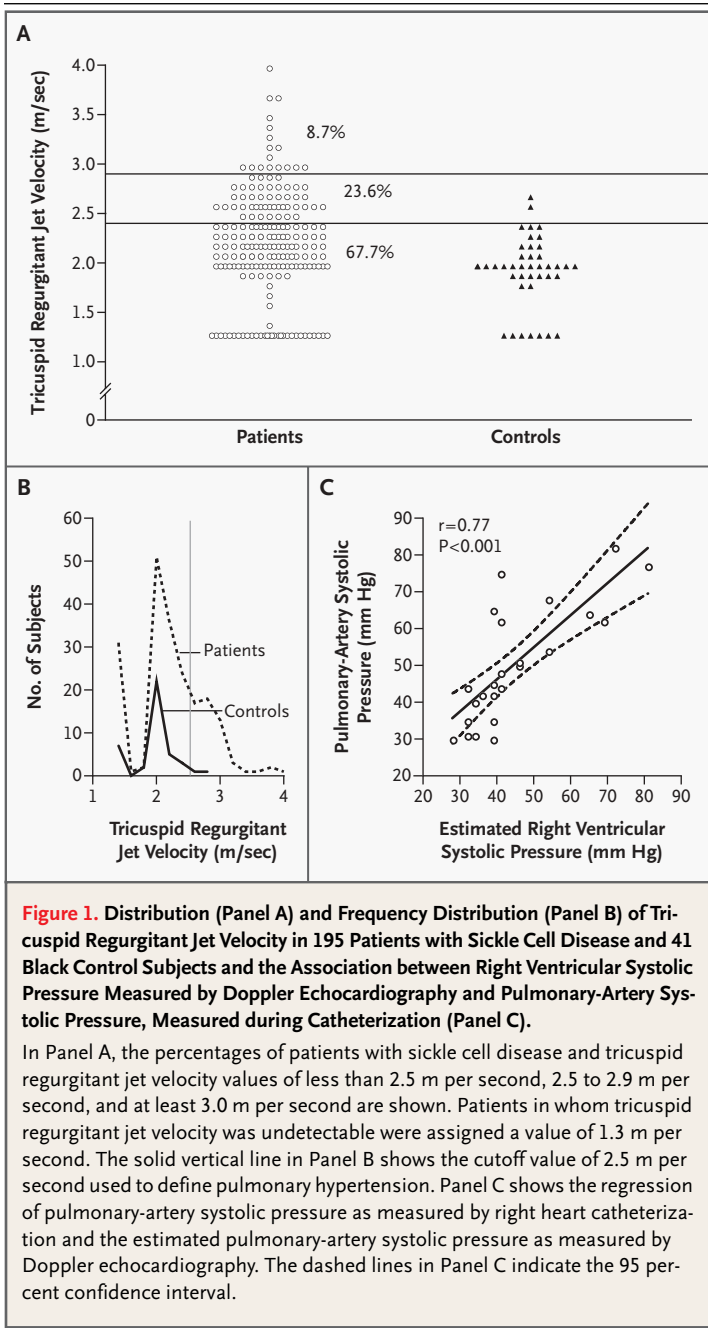 A
Tricuspid Regurgitant Jet Velocity (m/sec)
4.0
3.5
3.0
2.5
2.0
1.5
1.0
0
8.7%
23.6%
67.7%
Patients
Controls
B
No. of Subjects
60
50
40
30
20
10
0
Patients
Controls
1
2
3
4
Tricuspid Regurgitant
Jet Velocity (m/sec)
C
Pulmonary-Artery Systolic
Pressure (mm Hg)
90
80
70
60
50
40
30
20
r=0.77
P<0.001
20
30
40
50
60
70
80
90
Estimated Right Ventricular
Systolic Pressure (mm Hg)
Figure 1. Distribution (Panel A) and Frequency Distribution (Panel B) of Tri-
cuspid Regurgitant Jet Velocity in 195 Patients with Sickle Cell Disease and 41
Black Control Subjects and the Association between Right Ventricular Systolic
Pressure Measured by Doppler Echocardiography and Pulmonary-Artery Sys-
tolic Pressure, Measured during Catheterization (Panel C).
In Panel A, the percentages of patients with sickle cell disease and tricuspid
regurgitant jet velocity values of less than 2.5 m per second, 2.5 to 2.9 m per
second, and at least 3.0 m per second are shown. Patients in whom tricuspid
regurgitant jet velocity was undetectable were assigned a value of 1.3 m per
second. The solid vertical line in Panel B shows the cutoff value of 2.5 m per
second used to define pulmonary hypertension. Panel C shows the regression
of pulmonary-artery systolic pressure as measured by right heart catheteriza-
tion and the estimated pulmonary-artery systolic pressure as measured by
Doppler echocardiography. The dashed lines in Panel C indicate the 95 per-
cent confidence interval.